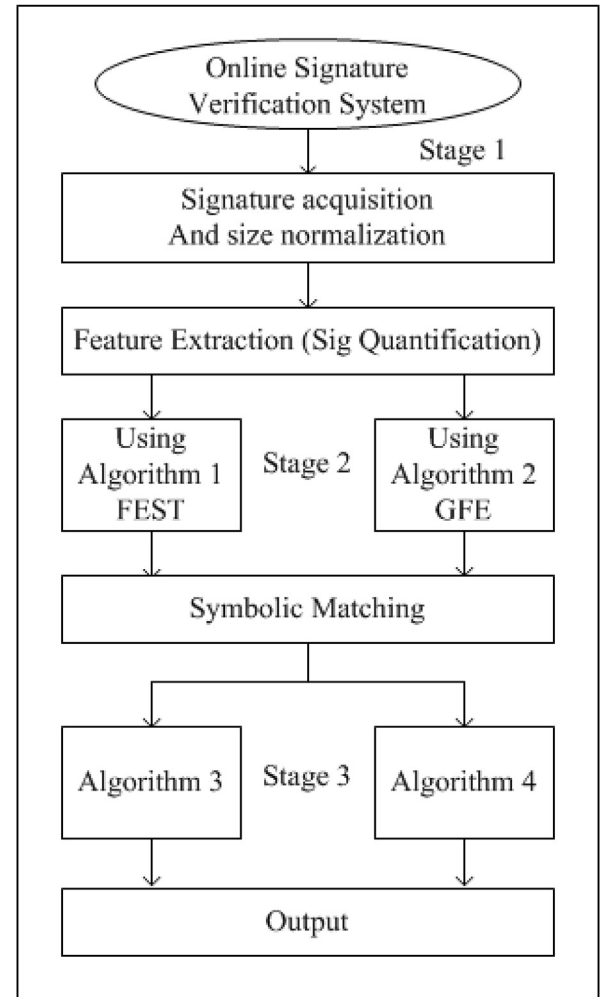 Online Signature
Verification System
Stage 1
Signature acquisition
And size normalization
Feature Extraction (Sig Quantification)
Using
Algorithm 1
FEST
Stage 2
Using
Algorithm 2
GFE
Symbolic Matching
Algorithm 3
Stage 3
Algorithm 4
Output